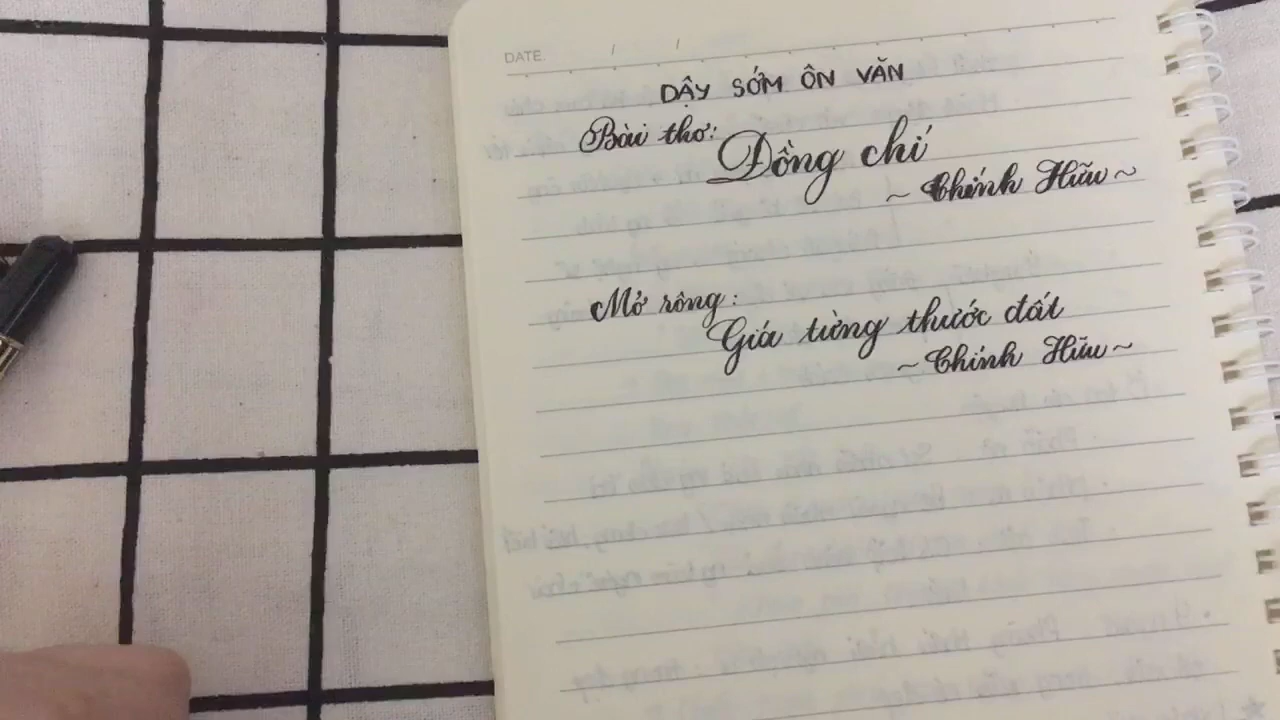 DATE. / /
DẬY SỚM ÔN VĂN
Bài thơ:
Đồng chí
~ Chính Hữu ~
Mở rộng:
Giá từng thước đất
~ Chính Hữu ~